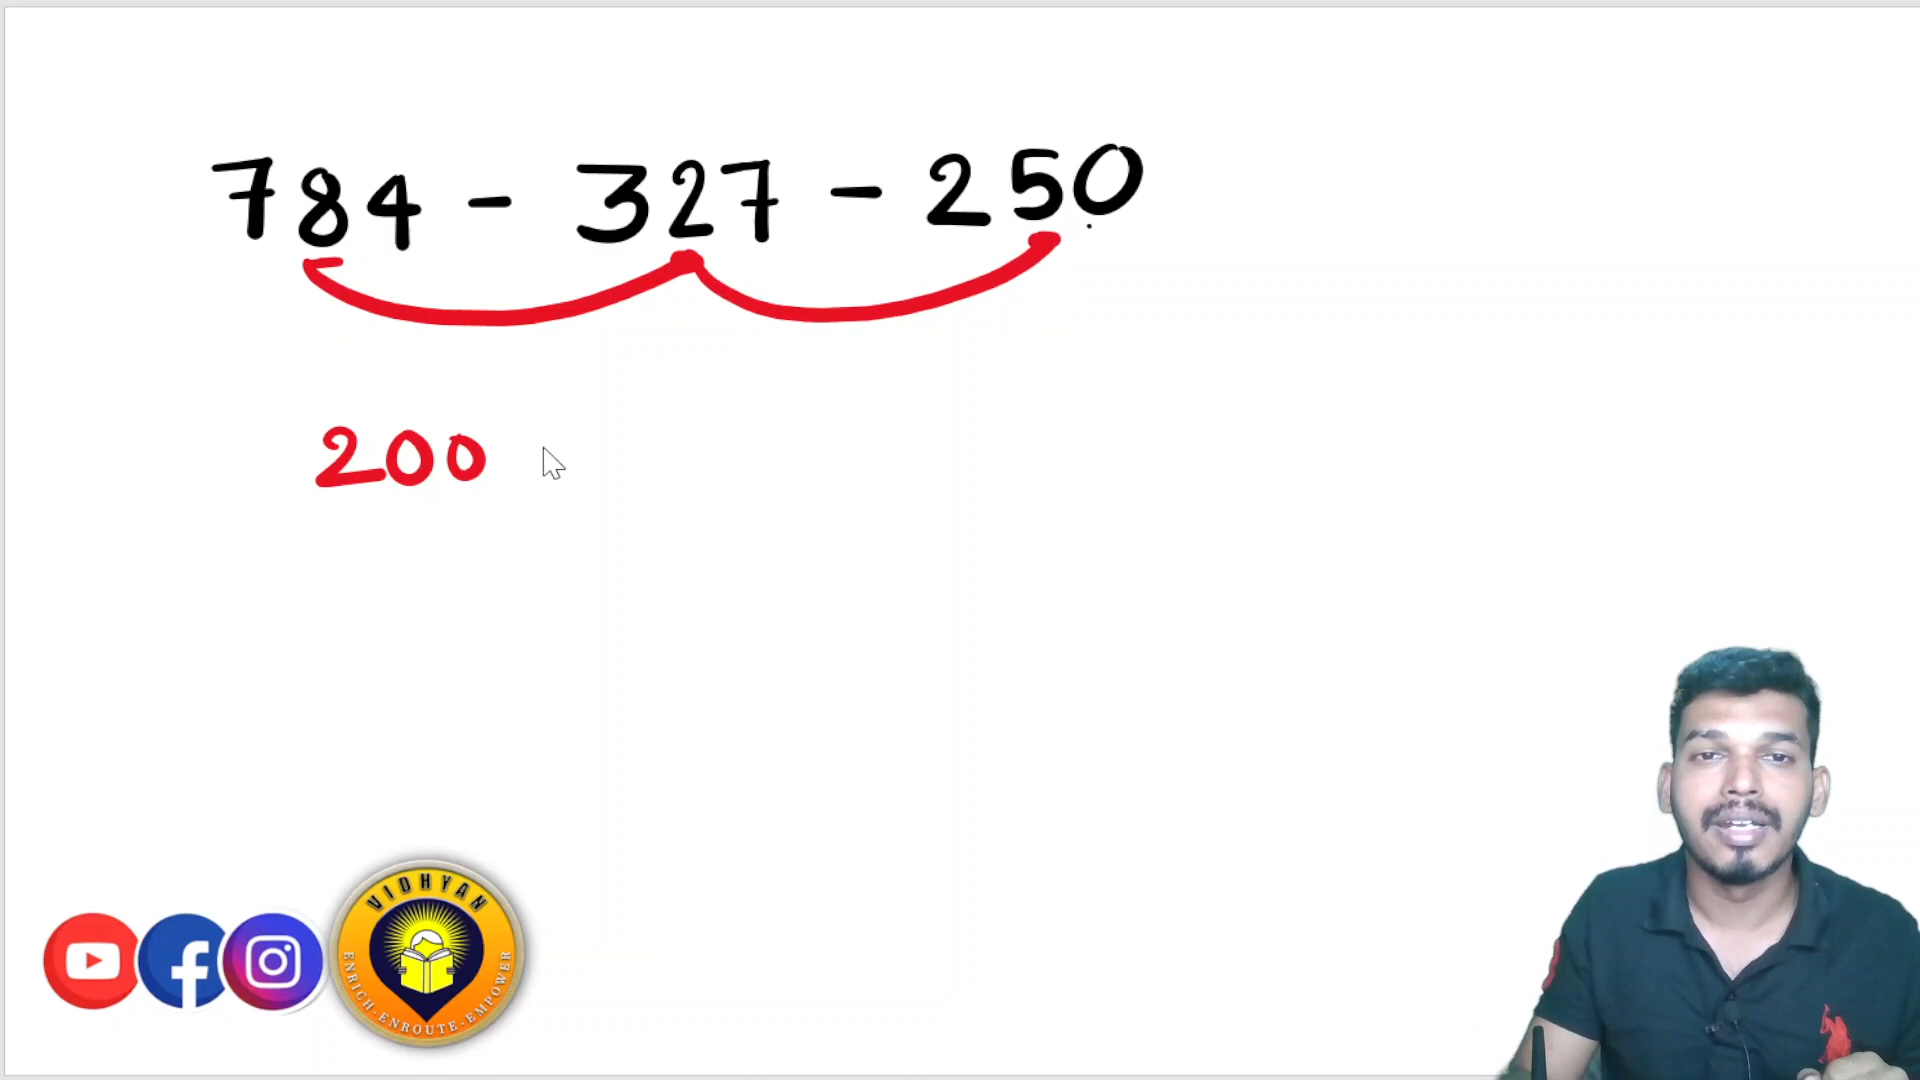 784 - 327 - 250
200
VIDHYAN
ENRICH-ENROUTE-EMPOWER